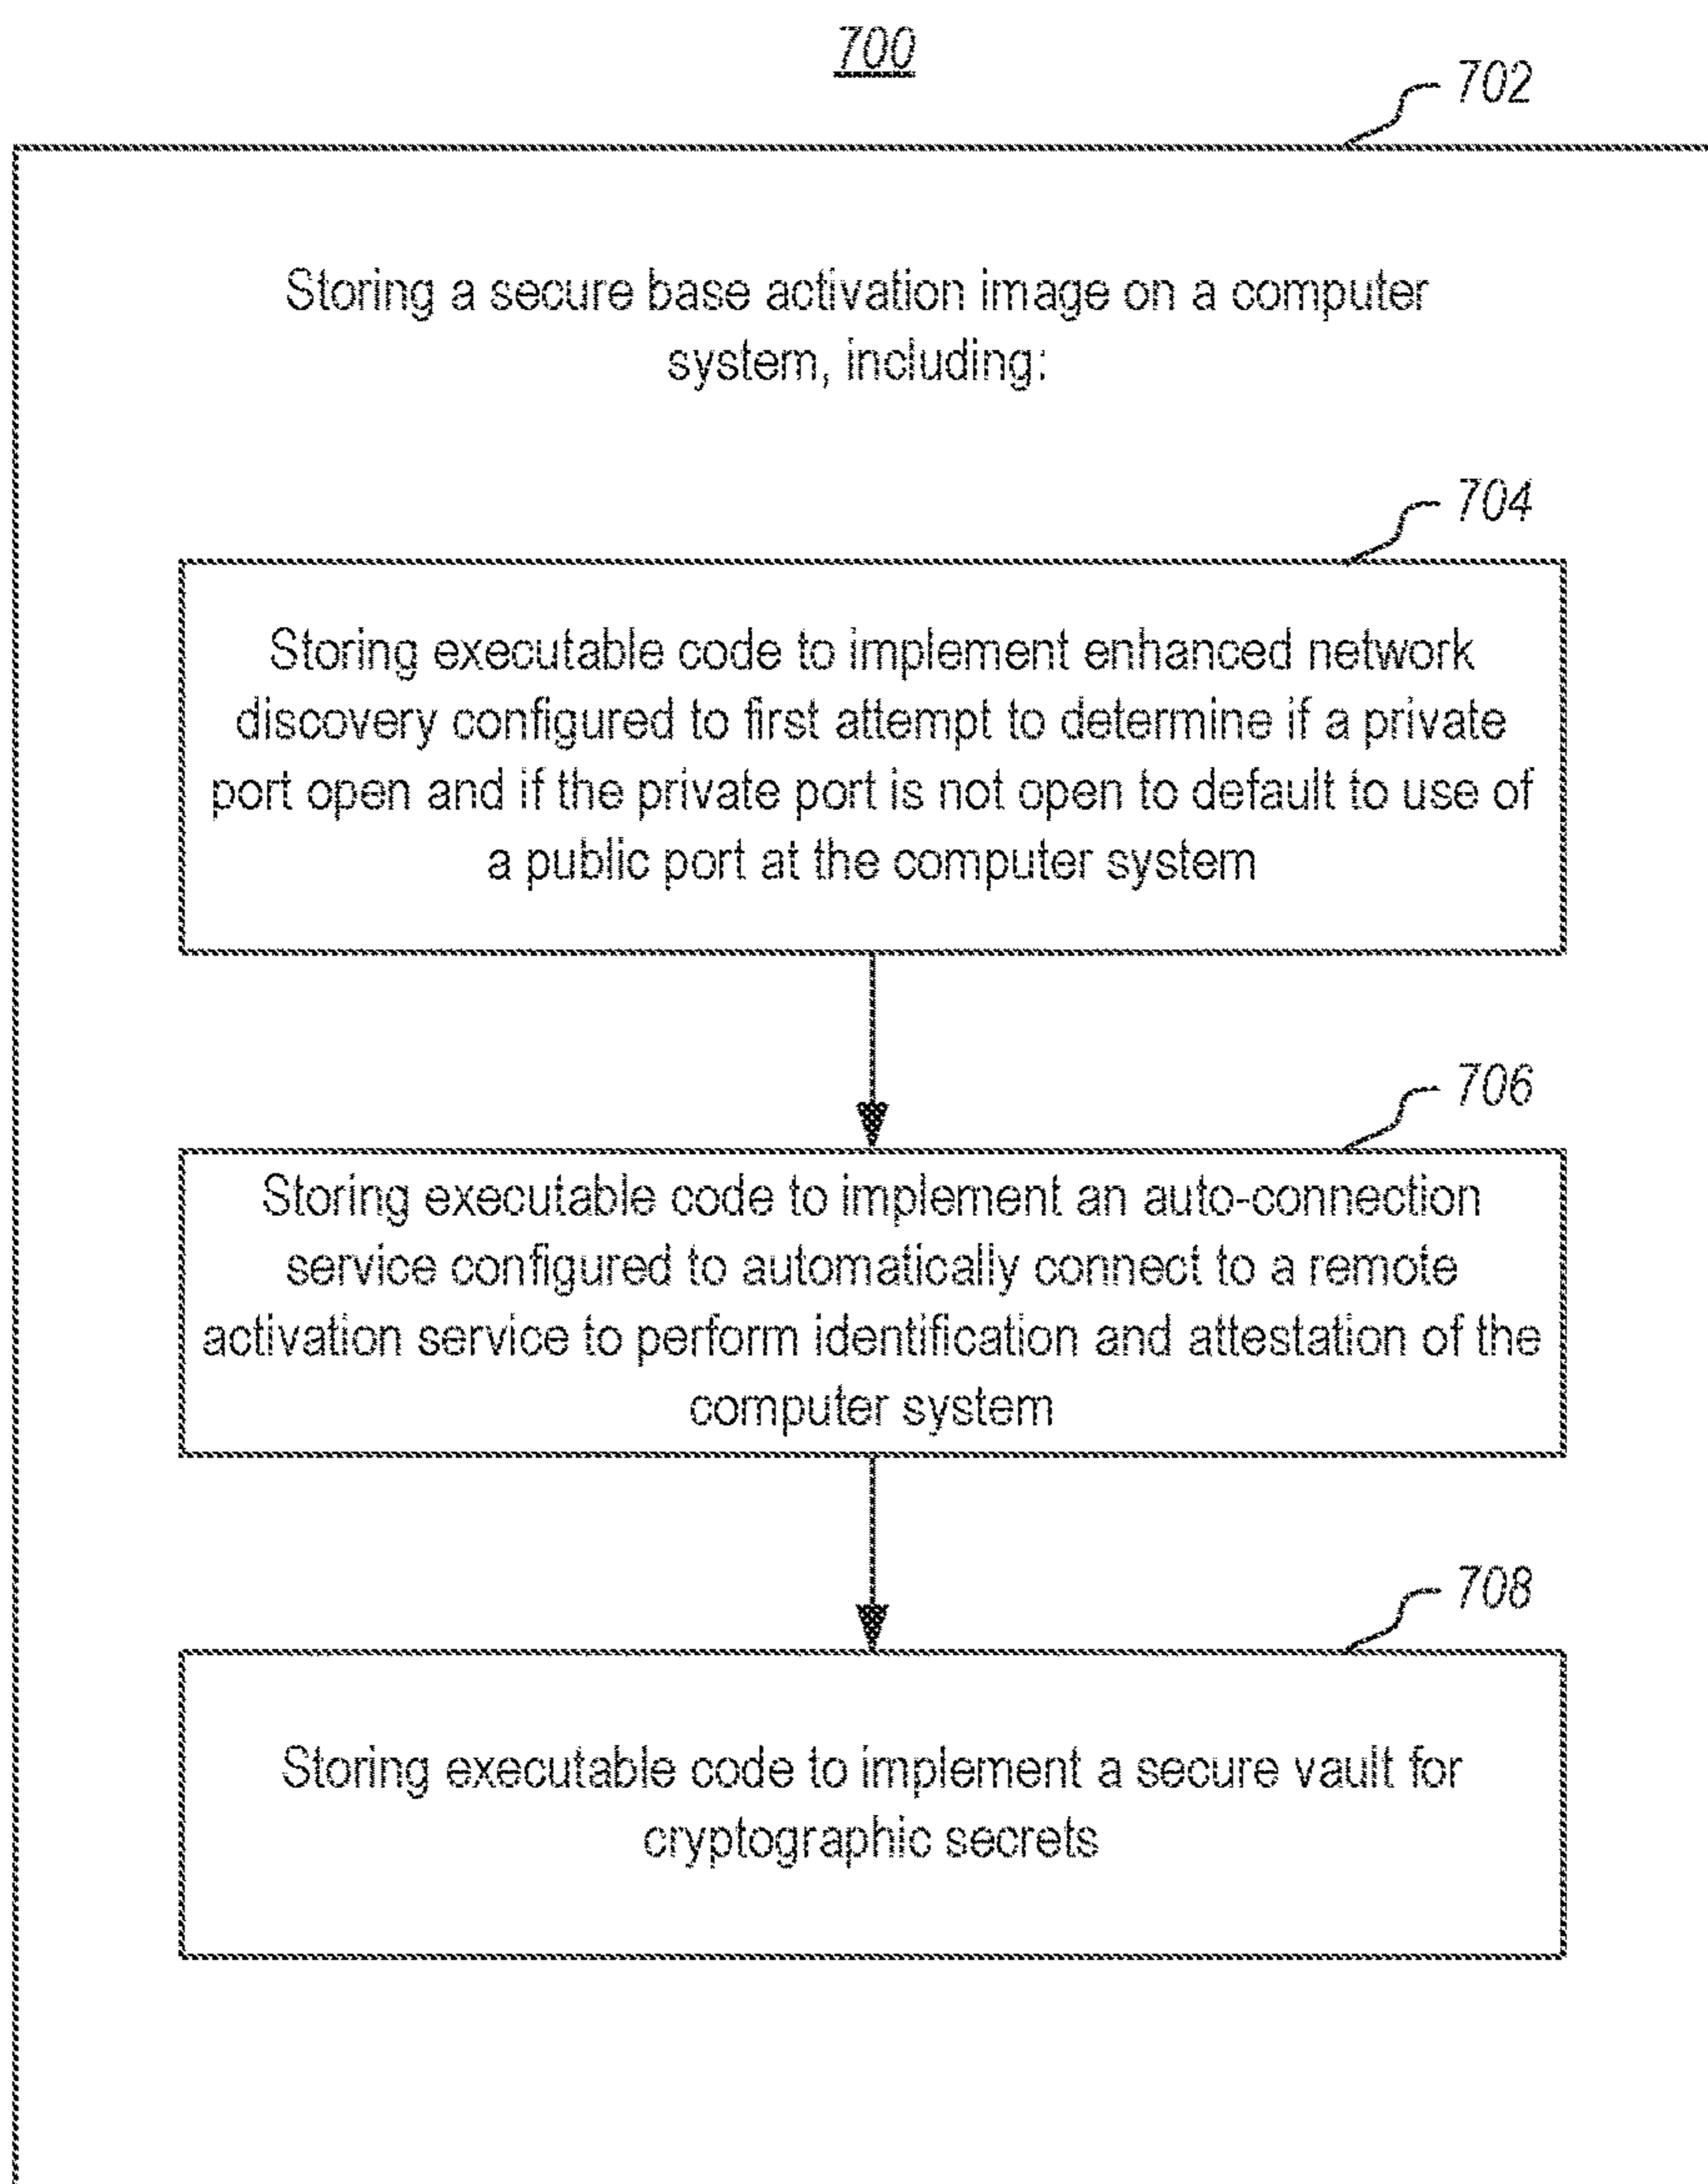 700
702
Storing a secure base activation image on a computer
system, including:
704
Storing executable code to implement enhanced network
discovery configured to first attempt to determine if a private
port open and if the private port is not open to default to use of
a public port at the computer system
706
Storing executable code to implement an auto-connection
service configured to automatically connect to a remote
activation service to perform identification and attestation of the
computer system
708
Storing executable code to implement a secure vault for
cryptographic secrets